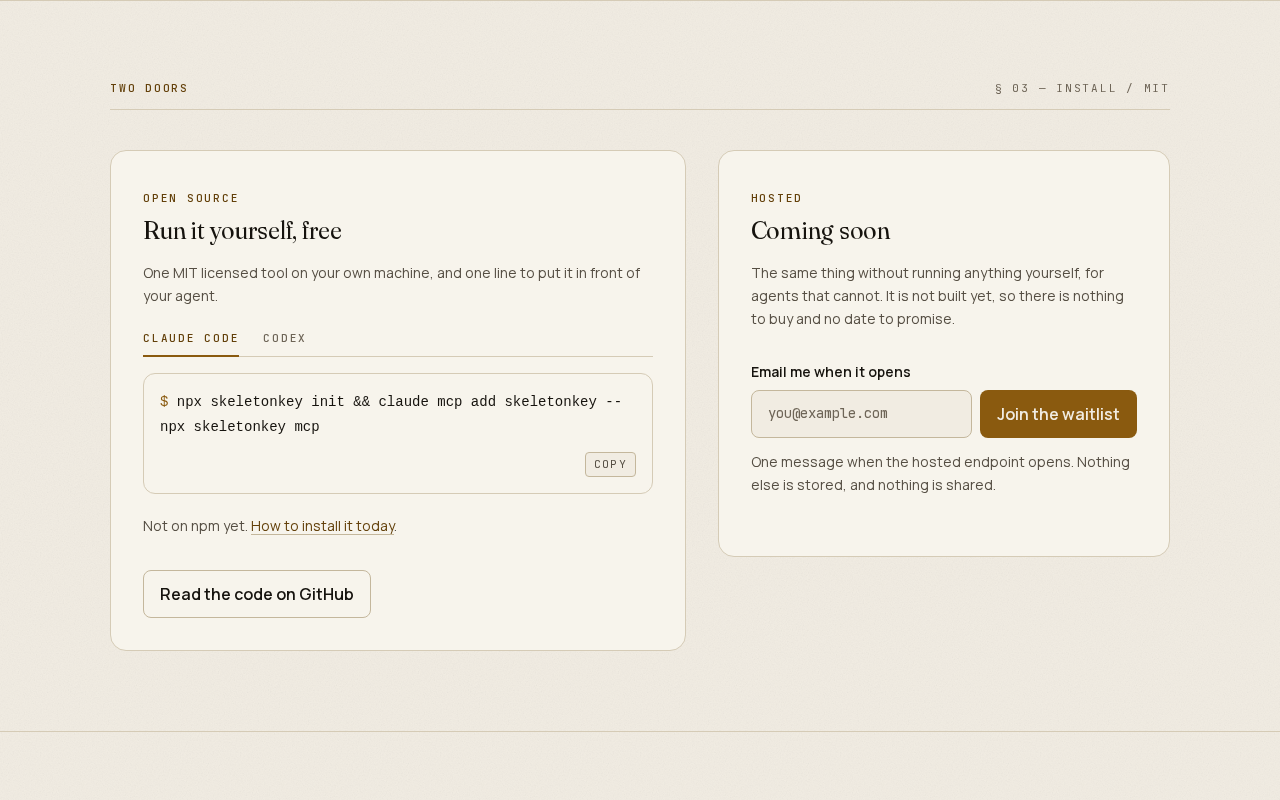 TWO DOORS
§ 03 — INSTALL / MIT
OPEN SOURCE
Run it yourself, free
One MIT licensed tool on your own machine, and one line to put it in front of
your agent.
CLAUDE CODE
CODEX
$ npx skeletonkey init && claude mcp add skeletonkey --
npx skeletonkey mcp
COPY
Not on npm yet. How to install it today.
Read the code on GitHub
HOSTED
Coming soon
The same thing without running anything yourself, for
agents that cannot. It is not built yet, so there is nothing
to buy and no date to promise.
Email me when it opens
you@example.com
Join the waitlist
One message when the hosted endpoint opens. Nothing
else is stored, and nothing is shared.